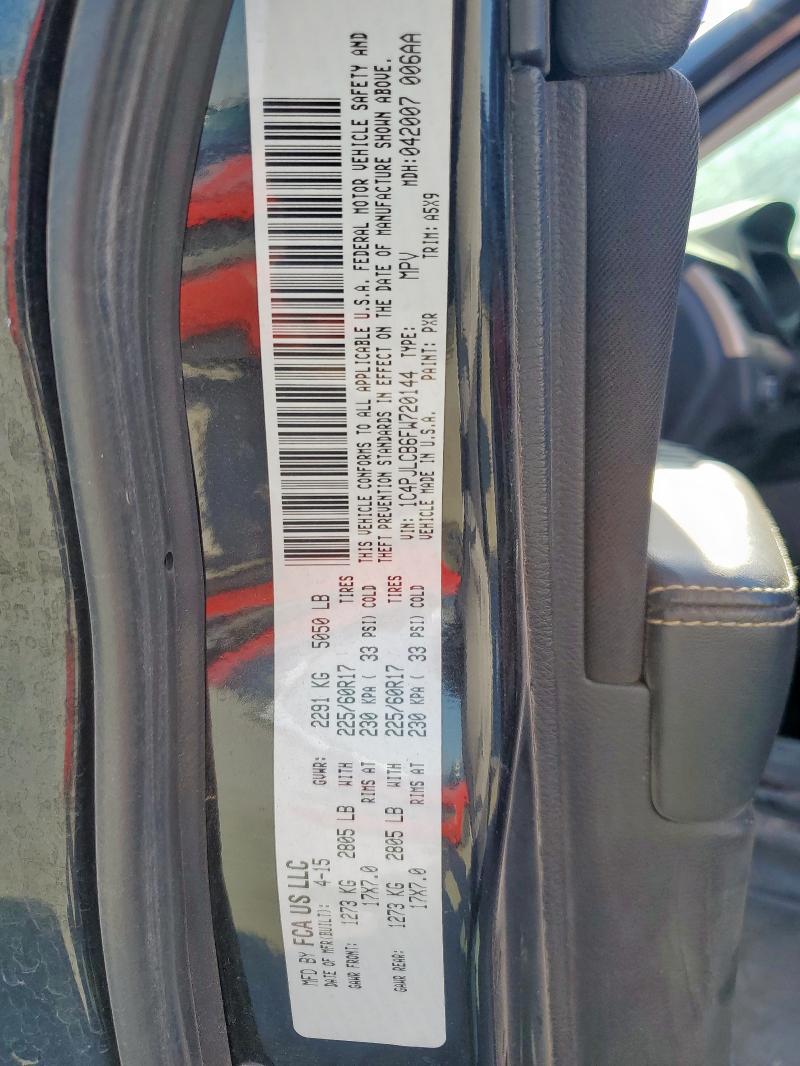 MFD BY FCA US LLC
DATE OF MFR(BUILT): 4-15 GVWR: 2291 KG 5050 LB
GAWR FRONT: 1273 KG 2805 LB WITH 225/60R17 TIRES
17X7.0 RIMS AT 230 KPA ( 33 PSI) COLD
GAWR REAR: 1273 KG 2805 LB WITH 225/60R17 TIRES
17X7.0 RIMS AT 230 KPA ( 33 PSI) COLD
THIS VEHICLE CONFORMS TO ALL APPLICABLE U.S.A. FEDERAL MOTOR VEHICLE SAFETY AND
THEFT PREVENTION STANDARDS IN EFFECT ON THE DATE OF MANUFACTURE SHOWN ABOVE.
VIN: 1C4PJLCB6FW720144 TYPE: MPV MDH:042007 006AA
VEHICLE MADE IN U.S.A. PAINT: PXR TRIM: A5X9